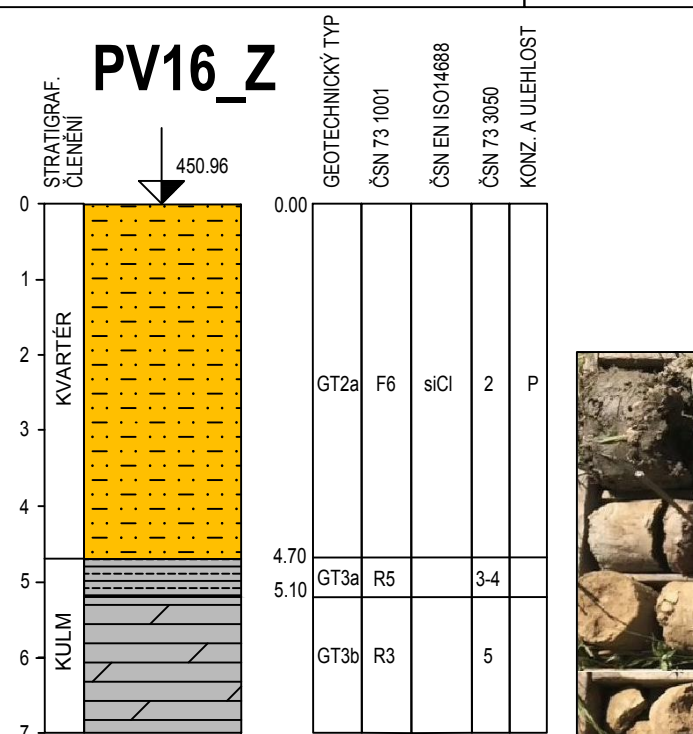 PV16_Z
450.96
STRATIGRAF.
ČLENĚNÍ
GEOTECHNICKÝ TYP
ČSN 73 1001
ČSN EN ISO14688
ČSN 73 3050
KONZ. A ULEHLOST
0
0.00
1
2
KVARTÉR
GT2a F6 siCl 2 P
3
4
4.70
5
GT3a R5 3-4
5.10
6
KULM
GT3b R3 5
7